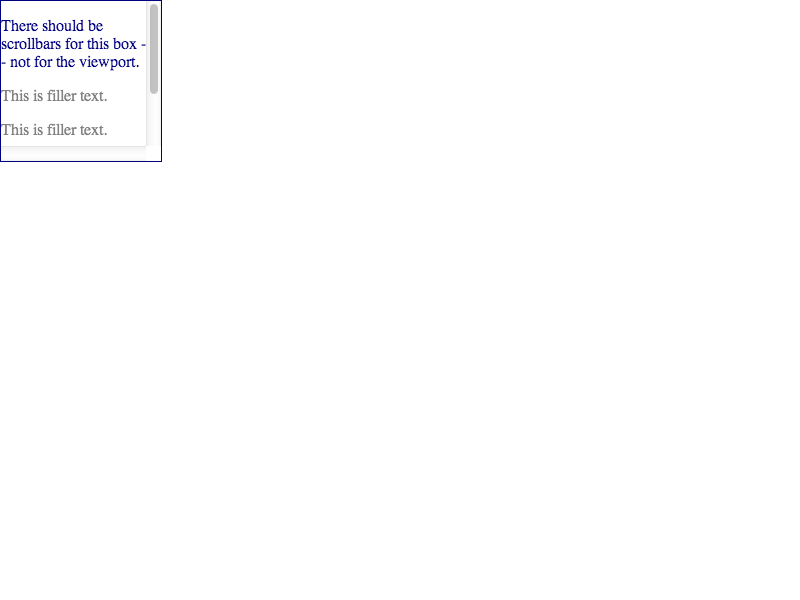 There should be
scrollbars for this box -
- not for the viewport.
This is filler text.
This is filler text.